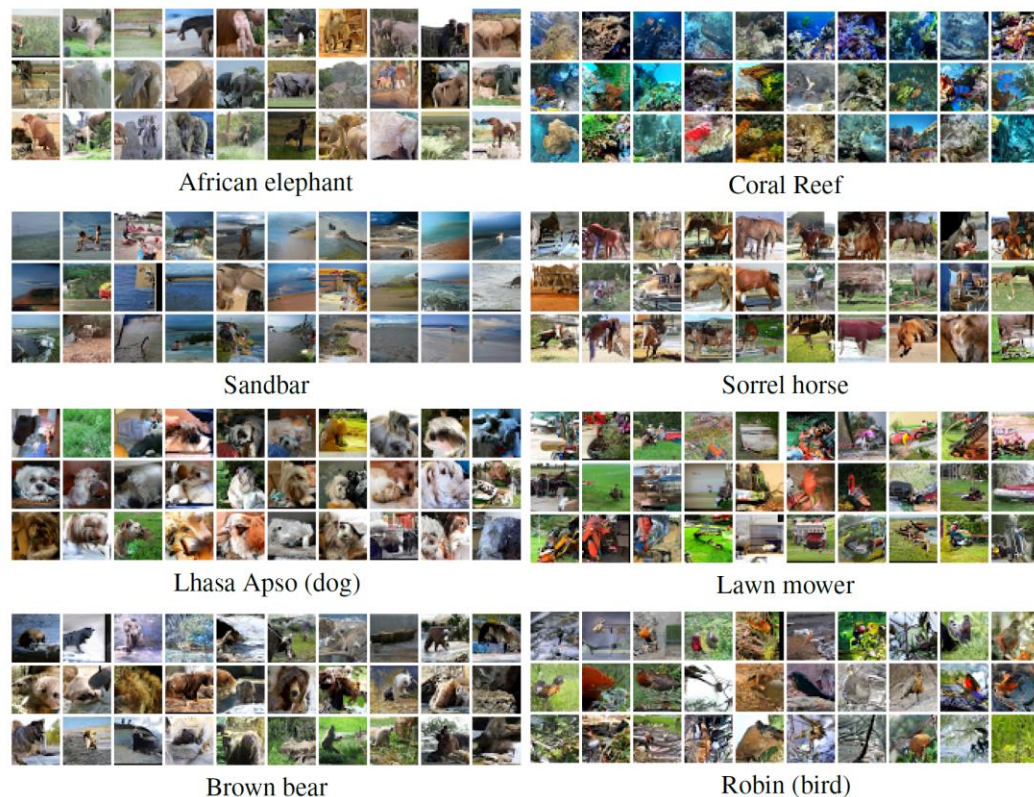 African elephant
Coral Reef
Sandbar
Sorrel horse
Lhasa Apso (dog)
Lawn mower
Brown bear
Robin (bird)